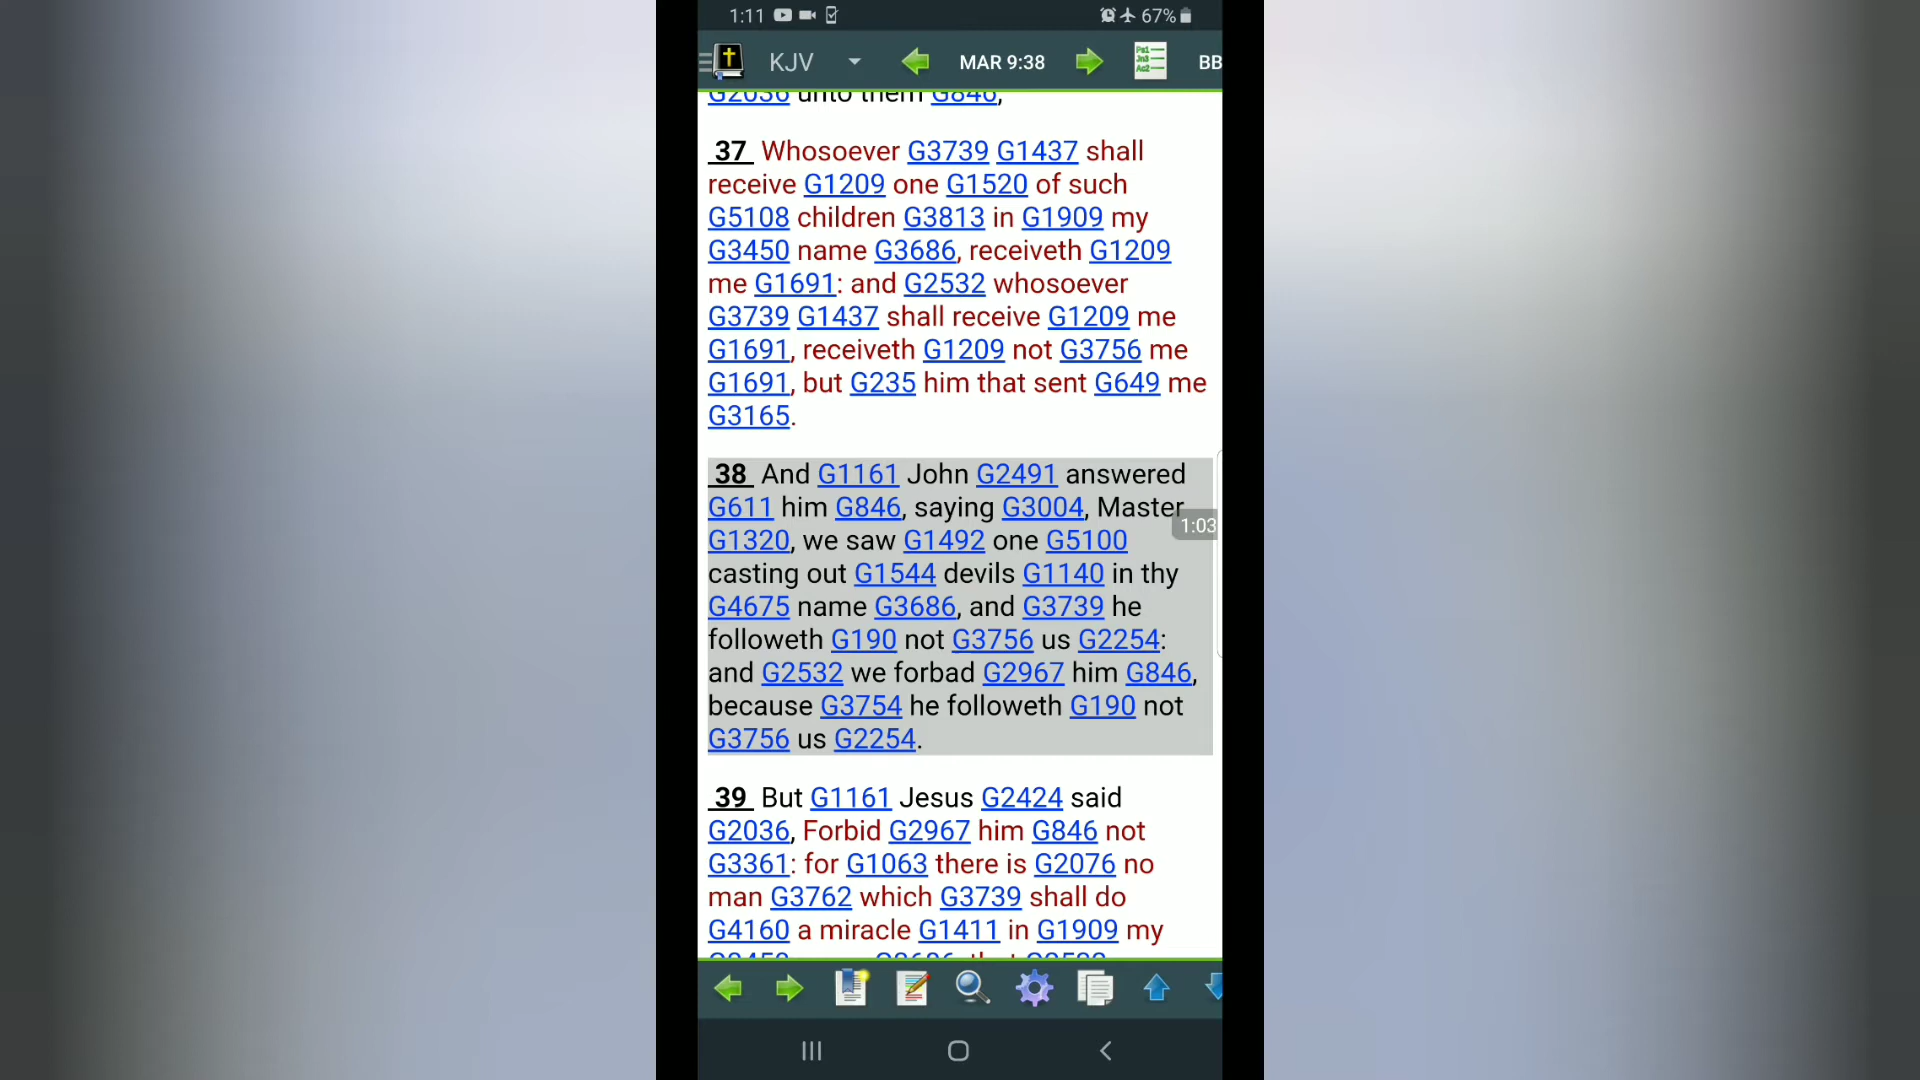 1:11 67%
KJV MAR 9:38 BB
G2036 unto them G846,
37 Whosoever G3739 G1437 shall
receive G1209 one G1520 of such
G5108 children G3813 in G1909 my
G3450 name G3686, receiveth G1209
me G1691: and G2532 whosoever
G3739 G1437 shall receive G1209 me
G1691, receiveth G1209 not G3756 me
G1691, but G235 him that sent G649 me
G3165.
38 And G1161 John G2491 answered
G611 him G846, saying G3004, Master
1:03
G1320, we saw G1492 one G5100
casting out G1544 devils G1140 in thy
G4675 name G3686, and G3739 he
followeth G190 not G3756 us G2254:
and G2532 we forbad G2967 him G846,
because G3754 he followeth G190 not
G3756 us G2254.
39 But G1161 Jesus G2424 said
G2036, Forbid G2967 him G846 not
G3361: for G1063 there is G2076 no
man G3762 which G3739 shall do
G4160 a miracle G1411 in G1909 my